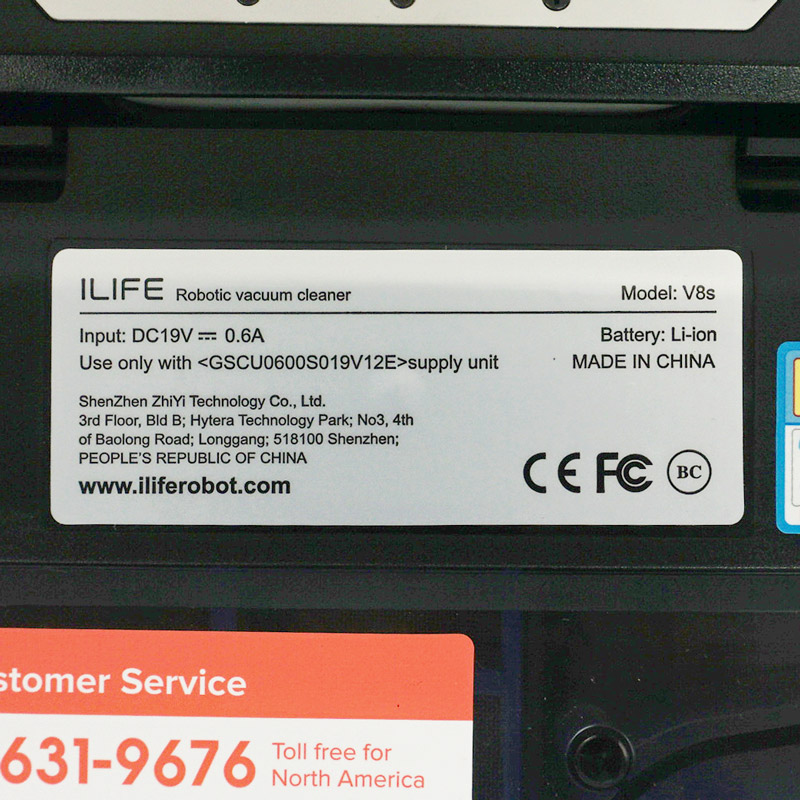 ILIFE Robotic vacuum cleaner Model: V8s
Input: DC19V ⎓ 0.6A Battery: Li-ion
Use only with <GSCU0600S019V12E>supply unit MADE IN CHINA
ShenZhen ZhiYi Technology Co., Ltd.
3rd Floor, Bld B; Hytera Technology Park; No3, 4th
of Baolong Road; Longgang; 518100 Shenzhen;
PEOPLE'S REPUBLIC OF CHINA
www.iliferobot.com
CE FC BC
stomer Service
631-9676 Toll free for
North America